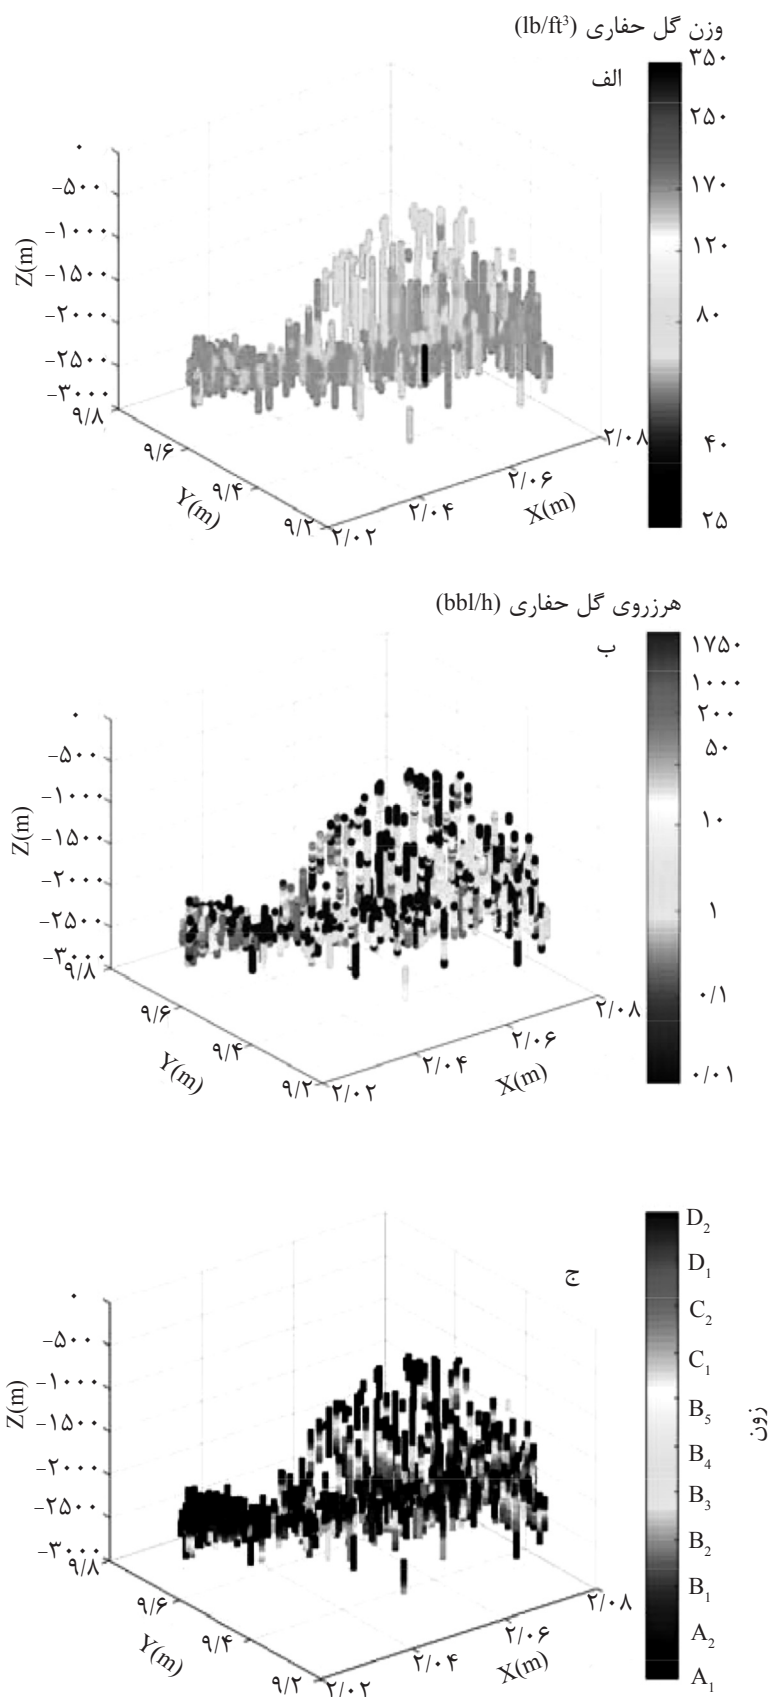 وزن گل حفاری (lb/ft³)
الف
۳۵۰
۲۵۰
۱۷۰
۱۲۰
۸۰
۴۰
۲۵
Z(m)
۰
−۵۰۰
−۱۰۰۰
−۱۵۰۰
−۲۰۰۰
−۲۵۰۰
−۳۰۰۰
۹/۸
۹/۶
۹/۴
۹/۲
Y(m)
۲/۰۲
۲/۰۴
۲/۰۶
۲/۰۸
X(m)
هرزروی گل حفاری (bbl/h)
ب
۱۷۵۰
۱۰۰۰
۲۰۰
۵۰
۱۰
۱
۰/۱
۰/۰۱
Z(m)
۰
−۵۰۰
−۱۰۰۰
−۱۵۰۰
−۲۰۰۰
−۲۵۰۰
−۳۰۰۰
۹/۸
۹/۶
۹/۴
۹/۲
Y(m)
۲/۰۲
۲/۰۴
۲/۰۶
۲/۰۸
X(m)
ج
D₂
D₁
C₂
C₁
B₅
B₄
B₃
B₂
B₁
A₂
A₁
زون
Z(m)
۰
−۵۰۰
−۱۰۰۰
−۱۵۰۰
−۲۰۰۰
−۲۵۰۰
−۳۰۰۰
۹/۸
۹/۶
۹/۴
۹/۲
Y(m)
۲/۰۲
۲/۰۴
۲/۰۶
۲/۰۸
X(m)